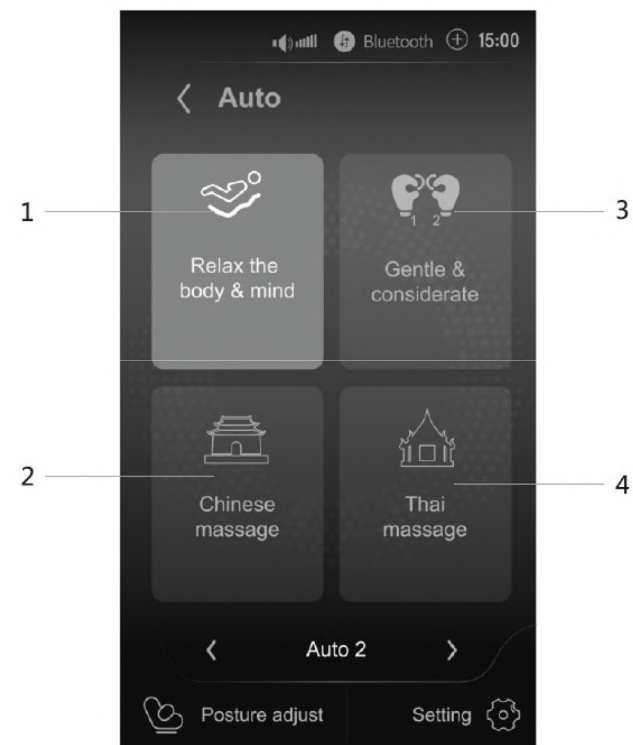 Bluetooth 15:00
Auto
1
3
Relax the
body & mind
1 2
Gentle &
considerate
2
4
Chinese
massage
Thai
massage
Auto 2
Posture adjust
Setting